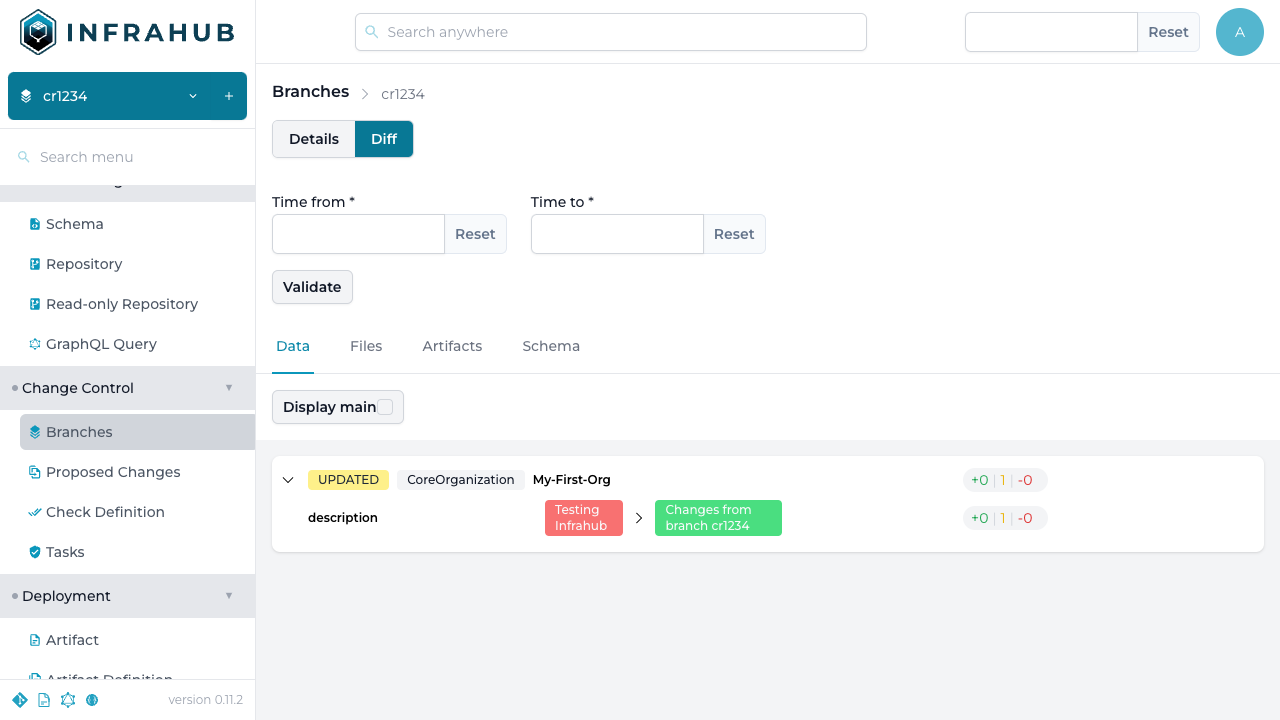 INFRAHUB
Search anywhere
Reset
A
cr1234
+
Search menu
Schema
Repository
Read-only Repository
GraphQL Query
Change Control
Branches
Proposed Changes
Check Definition
Tasks
Deployment
Artifact
Artifact Definition
version 0.11.2
Branches
cr1234
Details
Diff
Time from *
Time to *
Reset
Reset
Validate
Data
Files
Artifacts
Schema
Display main
UPDATED CoreOrganization My-First-Org +0 | 1 | -0
description
Testing
Infrahub
Changes from
branch cr1234
+0 | 1 | -0